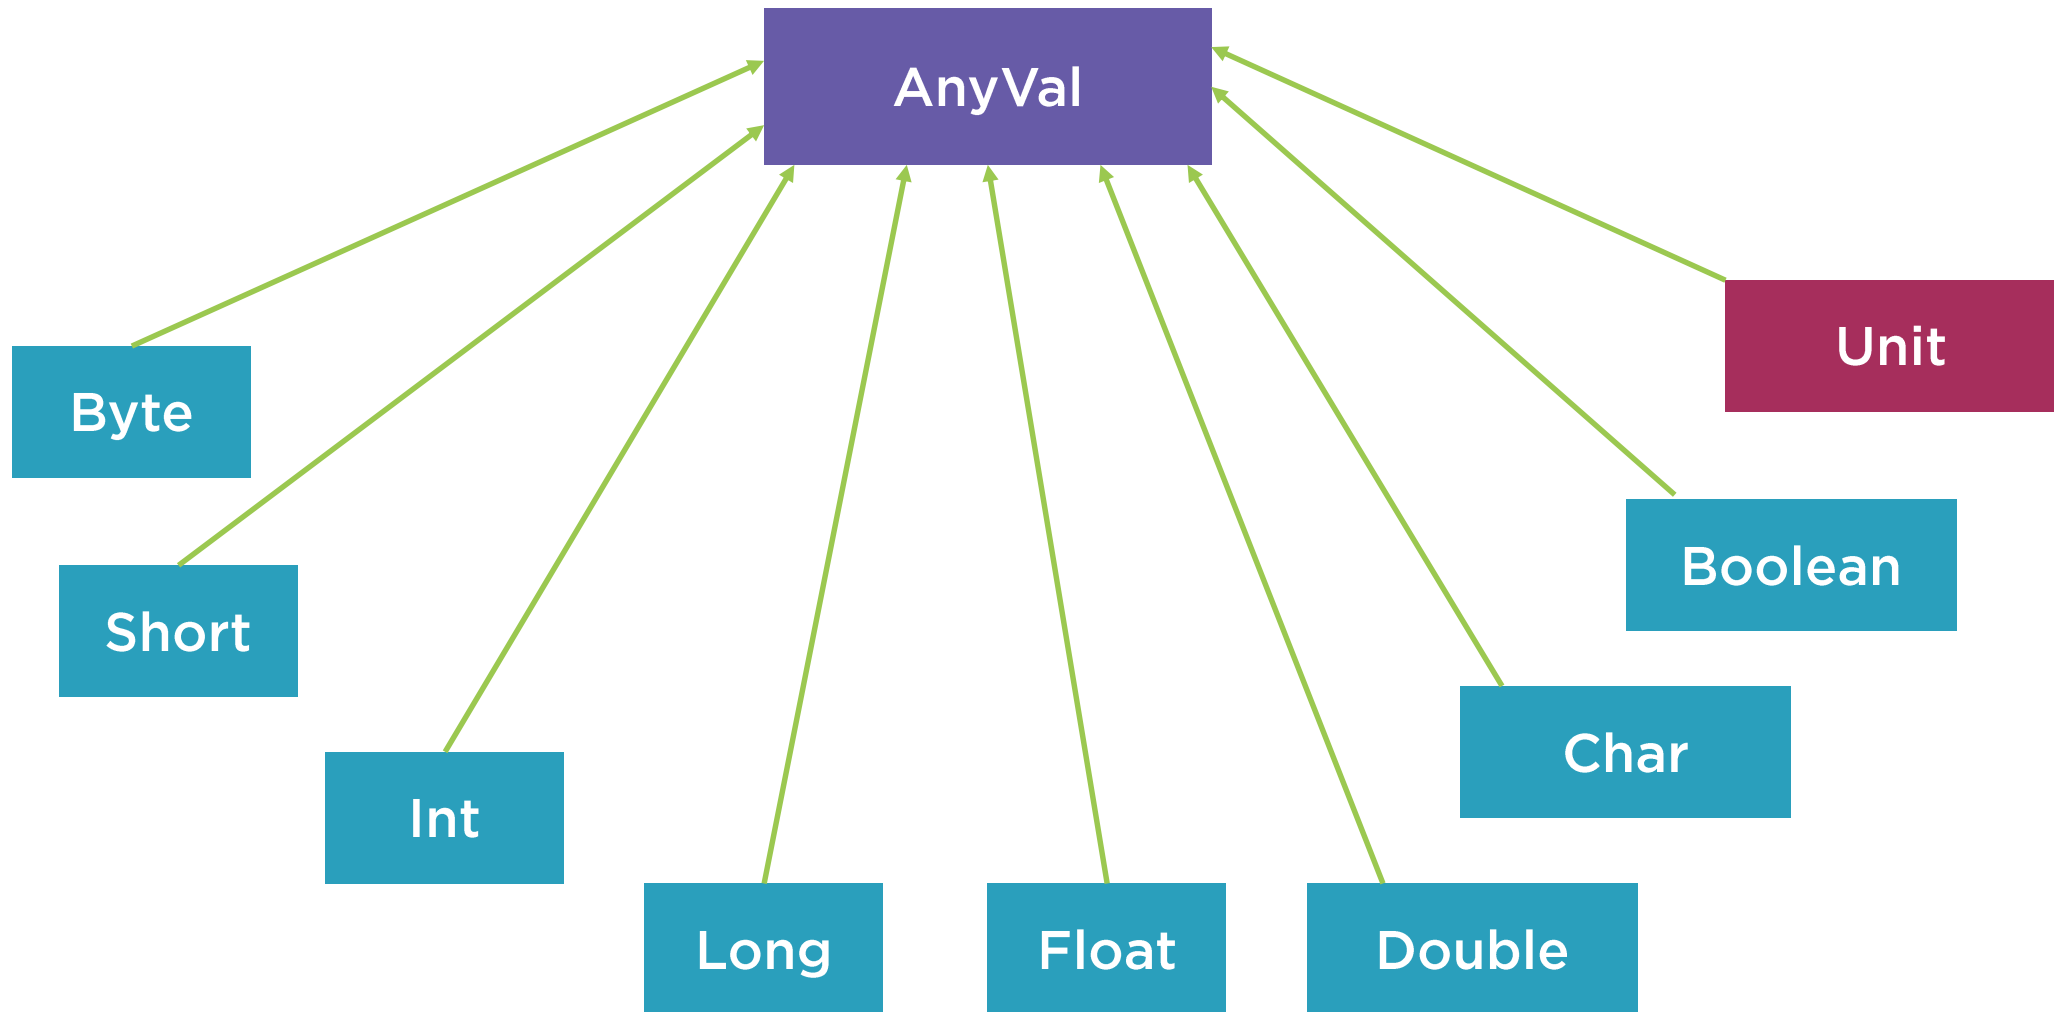 AnyVal
Unit
Byte
Boolean
Short
Char
Int
Long
Float
Double